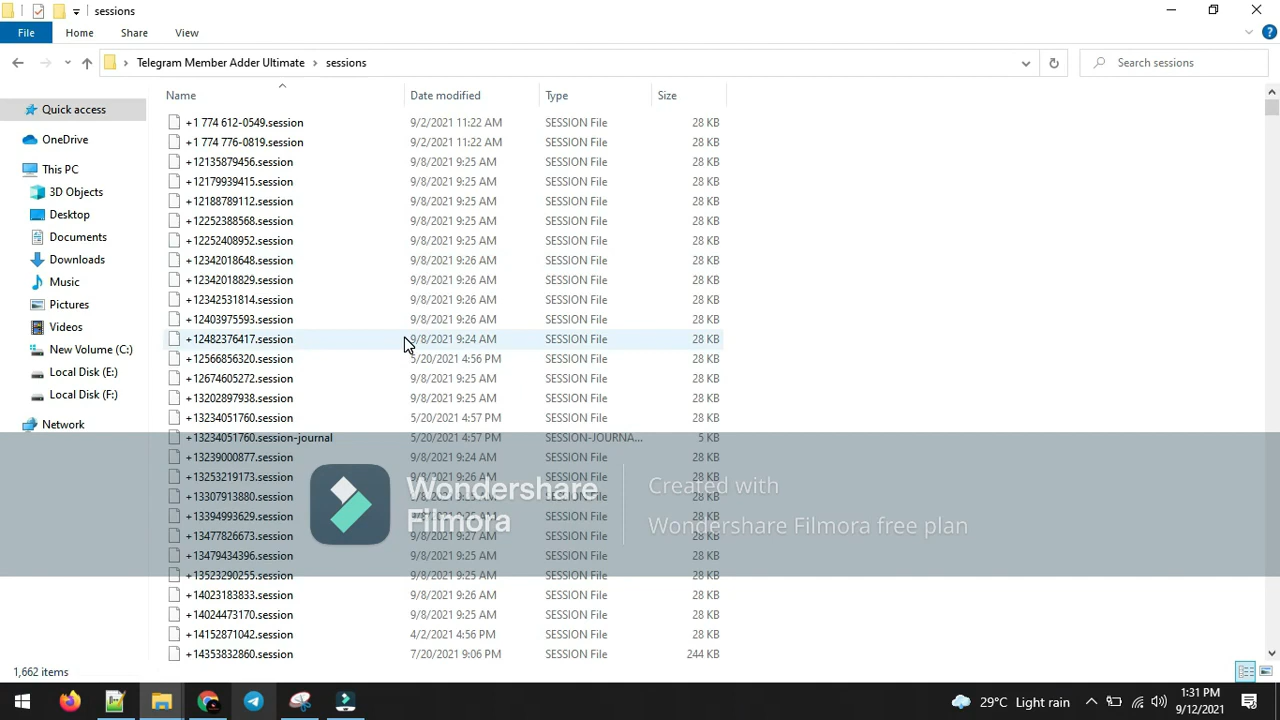 sessions
File Home Share View
Telegram Member Adder Ultimate sessions Search sessions
Name Date modified Type Size
Quick access
OneDrive
This PC
3D Objects
Desktop
Documents
Downloads
Music
Pictures
Videos
New Volume (C:)
Local Disk (E:)
Local Disk (F:)
Network
+1 774 612-0549.session 9/2/2021 11:22 AM SESSION File 28 KB
+1 774 776-0819.session 9/2/2021 11:22 AM SESSION File 28 KB
+12135879456.session 9/8/2021 9:25 AM SESSION File 28 KB
+12179939415.session 9/8/2021 9:25 AM SESSION File 28 KB
+12188789112.session 9/8/2021 9:25 AM SESSION File 28 KB
+12252388568.session 9/8/2021 9:25 AM SESSION File 28 KB
+12252408952.session 9/8/2021 9:25 AM SESSION File 28 KB
+12342018648.session 9/8/2021 9:26 AM SESSION File 28 KB
+12342018829.session 9/8/2021 9:26 AM SESSION File 28 KB
+12342531814.session 9/8/2021 9:26 AM SESSION File 28 KB
+12403975593.session 9/8/2021 9:26 AM SESSION File 28 KB
+12482376417.session 9/8/2021 9:24 AM SESSION File 28 KB
+12566856320.session 5/20/2021 4:56 PM SESSION File 28 KB
+12674605272.session 9/8/2021 9:25 AM SESSION File 28 KB
+13202897938.session 9/8/2021 9:25 AM SESSION File 28 KB
+13234051760.session 5/20/2021 4:57 PM SESSION File 28 KB
+13234051760.session-journal 5/20/2021 4:57 PM SESSION-JOURNA... 5 KB
+13239000877.session 9/8/2021 9:24 AM SESSION File 28 KB
+13253219173.session 9/8/2021 9:26 AM SESSION File 28 KB
+13307913880.session SESSION File 28 KB
+13394993629.session SESSION File 28 KB
+13477826673.session 9/8/2021 9:27 AM SESSION File 28 KB
+13479434396.session 9/8/2021 9:25 AM SESSION File 28 KB
+13523290255.session 9/8/2021 9:25 AM SESSION File 28 KB
+14023183833.session 9/8/2021 9:26 AM SESSION File 28 KB
+14024473170.session 9/8/2021 9:25 AM SESSION File 28 KB
+14152871042.session 4/2/2021 4:56 PM SESSION File 28 KB
+14353832860.session 7/20/2021 9:06 PM SESSION File 244 KB
Wondershare
Filmora
Created with
Wondershare Filmora free plan
1,662 items
29°C Light rain
1:31 PM
9/12/2021